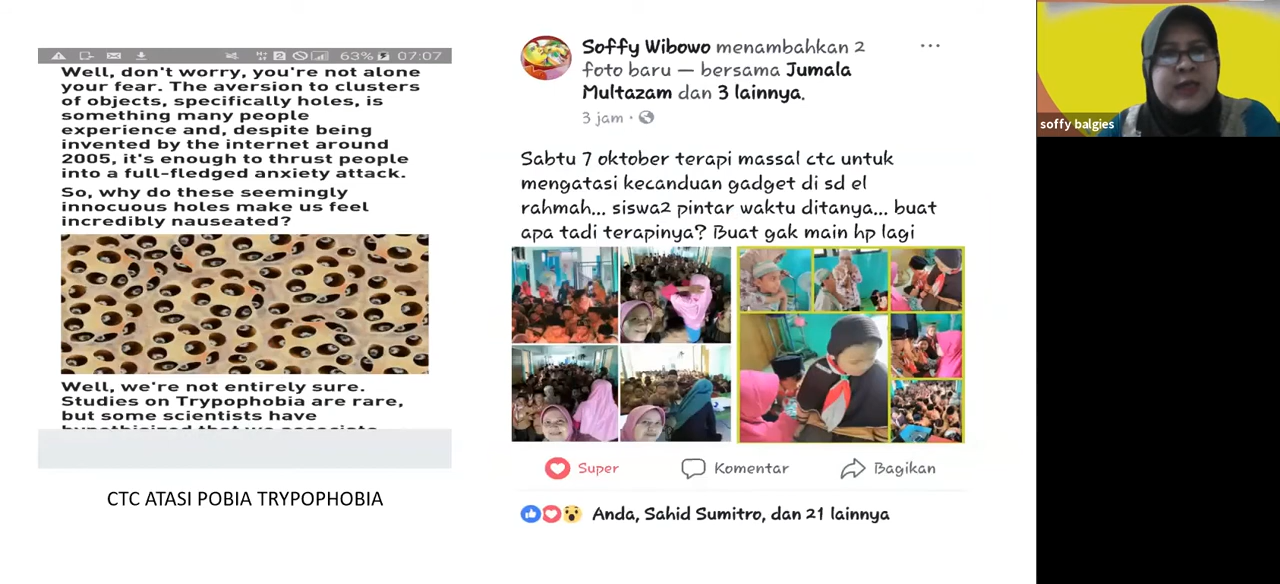 63% 07:07
Well, don't worry, you're not alone
your fear. The aversion to clusters
of objects, specifically holes, is
something many people
experience and, despite being
invented by the internet around
2005, it's enough to thrust people
into a full-fledged anxiety attack.
So, why do these seemingly
innocuous holes make us feel
incredibly nauseated?
Well, we're not entirely sure.
Studies on Trypophobia are rare,
but some scientists have
hypothesized that we associate
CTC ATASI POBIA TRYPOPHOBIA
Soffy Wibowo menambahkan 2
foto baru — bersama Jumala
Multazam dan 3 lainnya.
3 jam
Sabtu 7 oktober terapi massal ctc untuk
mengatasi kecanduan gadget di sd el
rahmah... siswa2 pintar waktu ditanya... buat
apa tadi terapinya? Buat gak main hp lagi
Super Komentar Bagikan
Anda, Sahid Sumitro, dan 21 lainnya
soffy balgies